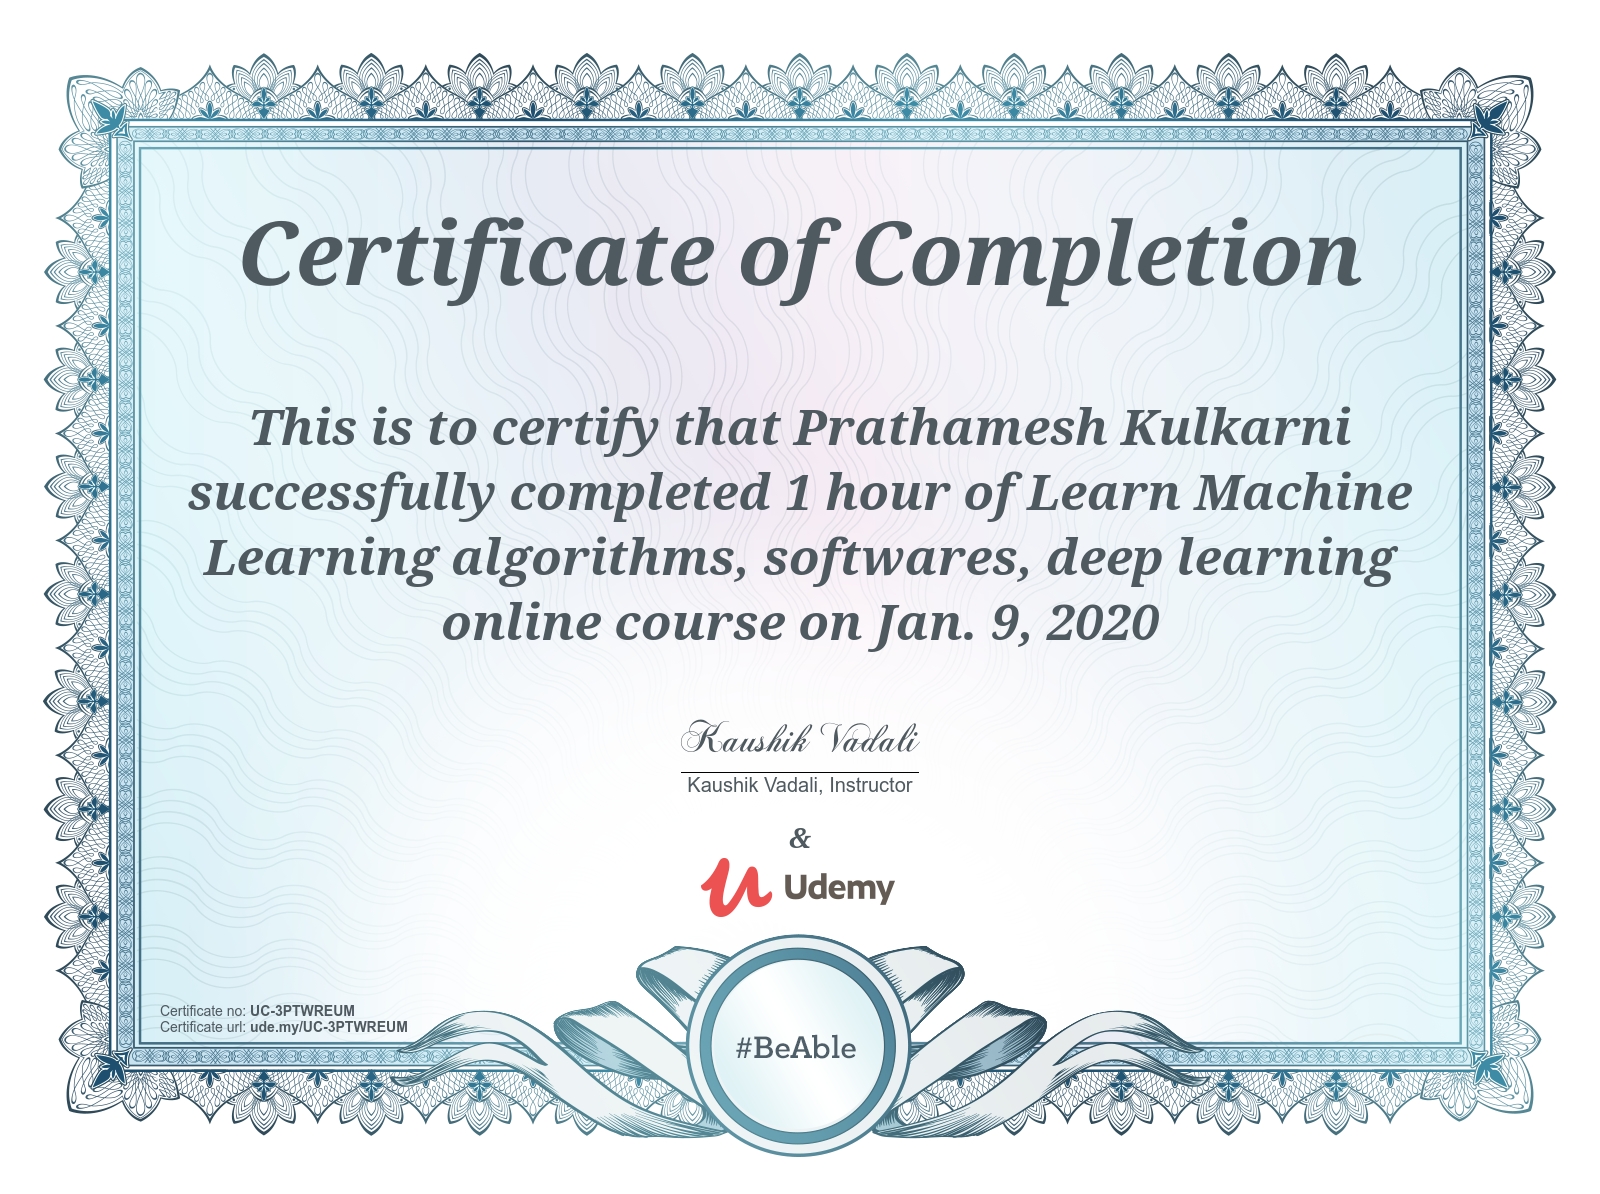 Certificate of Completion
This is to certify that Prathamesh Kulkarni
successfully completed 1 hour of Learn Machine
Learning algorithms, softwares, deep learning
online course on Jan. 9, 2020
Kaushik Vadali
Kaushik Vadali, Instructor
&
Udemy
Certificate no: UC-3PTWREUM
Certificate url: ude.my/UC-3PTWREUM
#BeAble